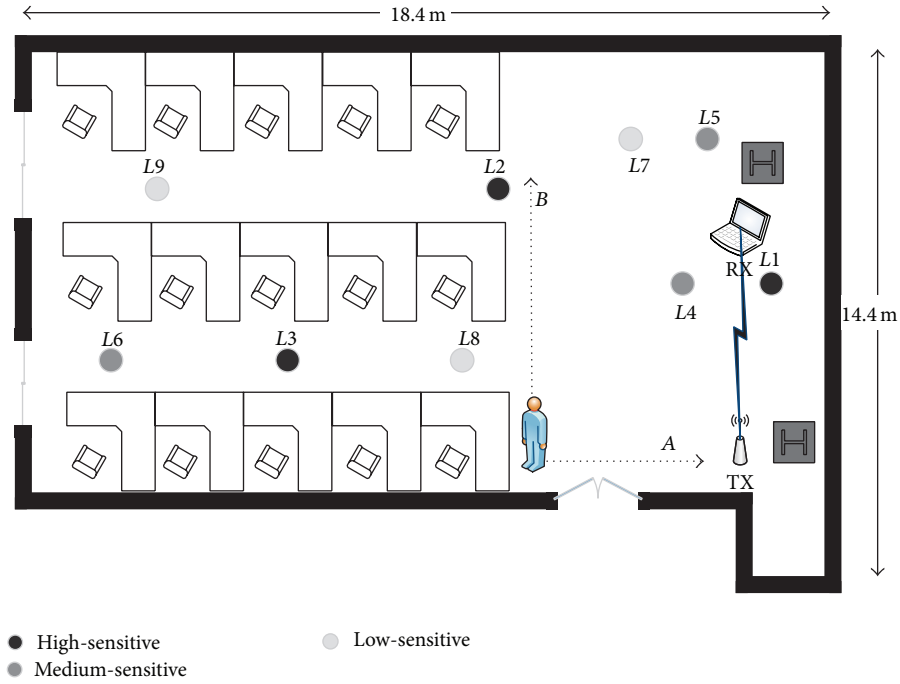 18.4 m
L5
L9
L2
L7
B
RX
L1
L4
14.4 m
L6
L3
L8
A
TX
High-sensitive
Low-sensitive
Medium-sensitive